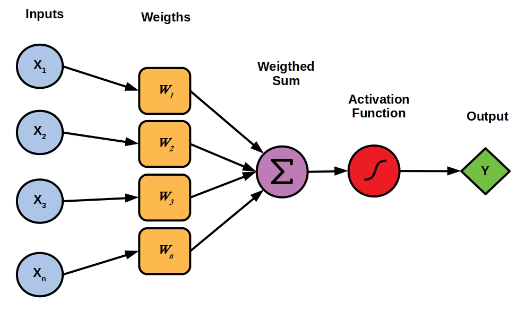 Inputs
Weigths
Weigthed
Sum
Activation
Function
Output
X1
X2
X3
Xn
W1
W2
W3
Wn
Σ
Y